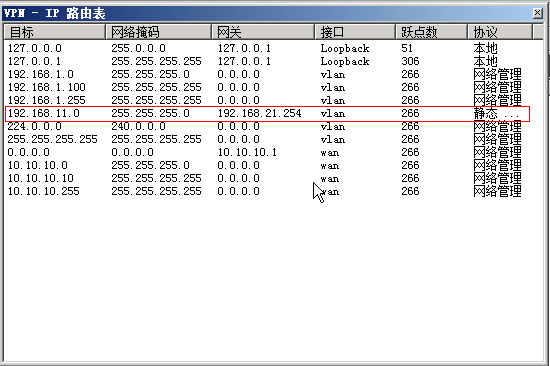 VPN - IP 路由表
目标 网络掩码 网关 接口 跃点数 协议
127.0.0.0 255.0.0.0 127.0.0.1 Loopback 51 本地
127.0.0.1 255.255.255.255 127.0.0.1 Loopback 306 本地
192.168.1.0 255.255.255.0 0.0.0.0 vlan 266 网络管理
192.168.1.100 255.255.255.255 0.0.0.0 vlan 266 网络管理
192.168.1.255 255.255.255.255 0.0.0.0 vlan 266 网络管理
192.168.11.0 255.255.255.0 192.168.21.254 vlan 266 静态 ...
224.0.0.0 240.0.0.0 0.0.0.0 vlan 266 网络管理
255.255.255.255 255.255.255.255 0.0.0.0 vlan 266 网络管理
0.0.0.0 0.0.0.0 10.10.10.1 wan 266 网络管理
10.10.10.0 255.255.255.0 0.0.0.0 wan 266 网络管理
10.10.10.10 255.255.255.255 0.0.0.0 wan 266 网络管理
10.10.10.255 255.255.255.255 0.0.0.0 wan 266 网络管理